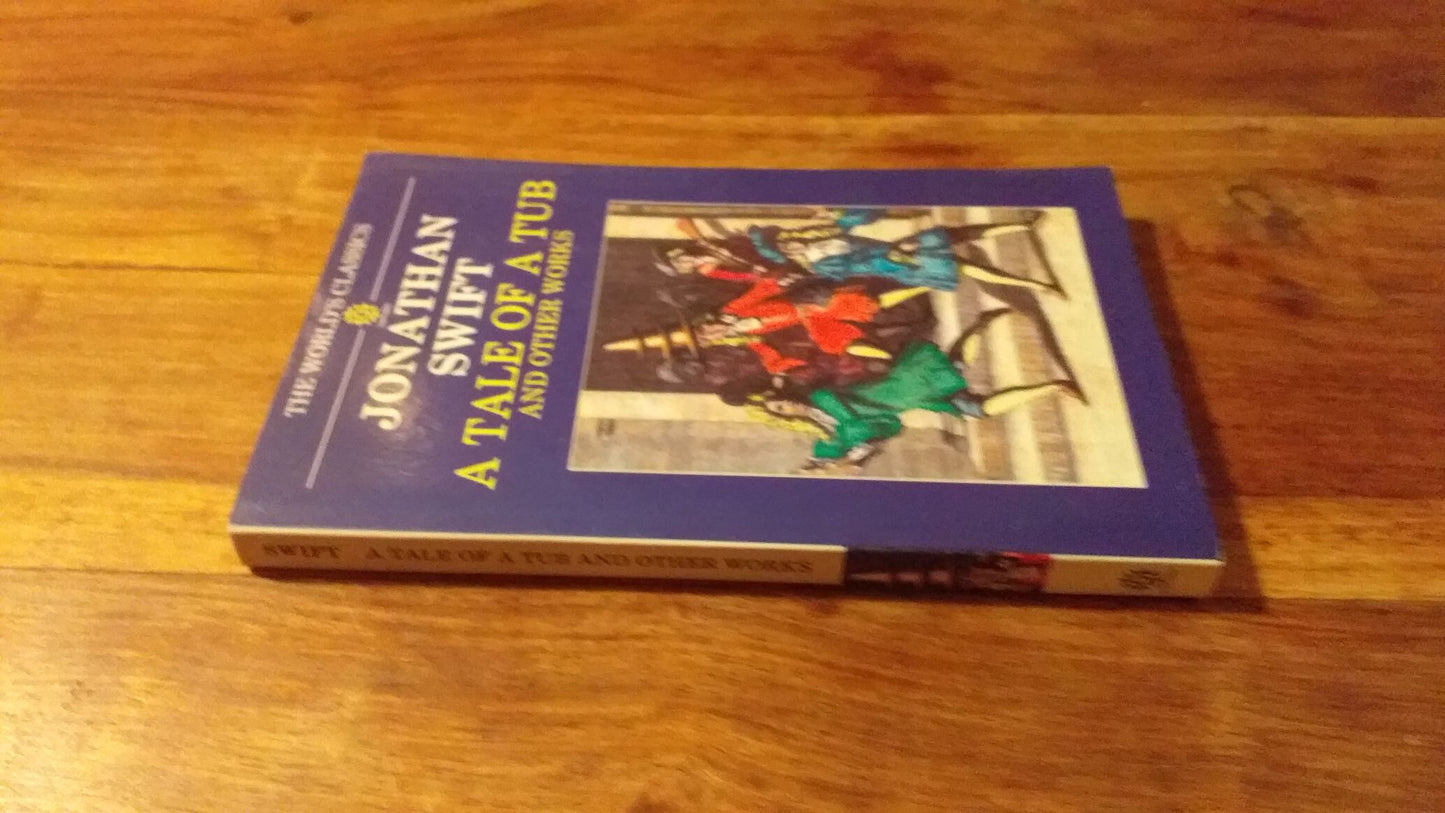 THE WORLD'S CLASSICS
JONATHAN
SWIFT
A TALE OF A TUB
AND OTHER WORKS
SWIFT A TALE OF A TUB AND OTHER WORKS